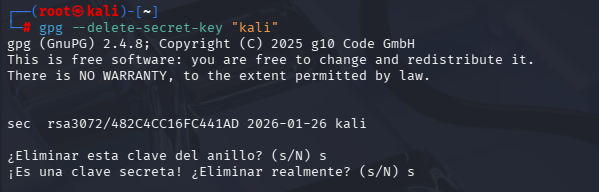 ┌──(root㉿kali)-[~]
└─# gpg --delete-secret-key "kali"
gpg (GnuPG) 2.4.8; Copyright (C) 2025 g10 Code GmbH
This is free software: you are free to change and redistribute it.
There is NO WARRANTY, to the extent permitted by law.
sec  rsa3072/482C4CC16FC441AD 2026-01-26 kali
¿Eliminar esta clave del anillo? (s/N) s
¡Es una clave secreta! ¿Eliminar realmente? (s/N) s